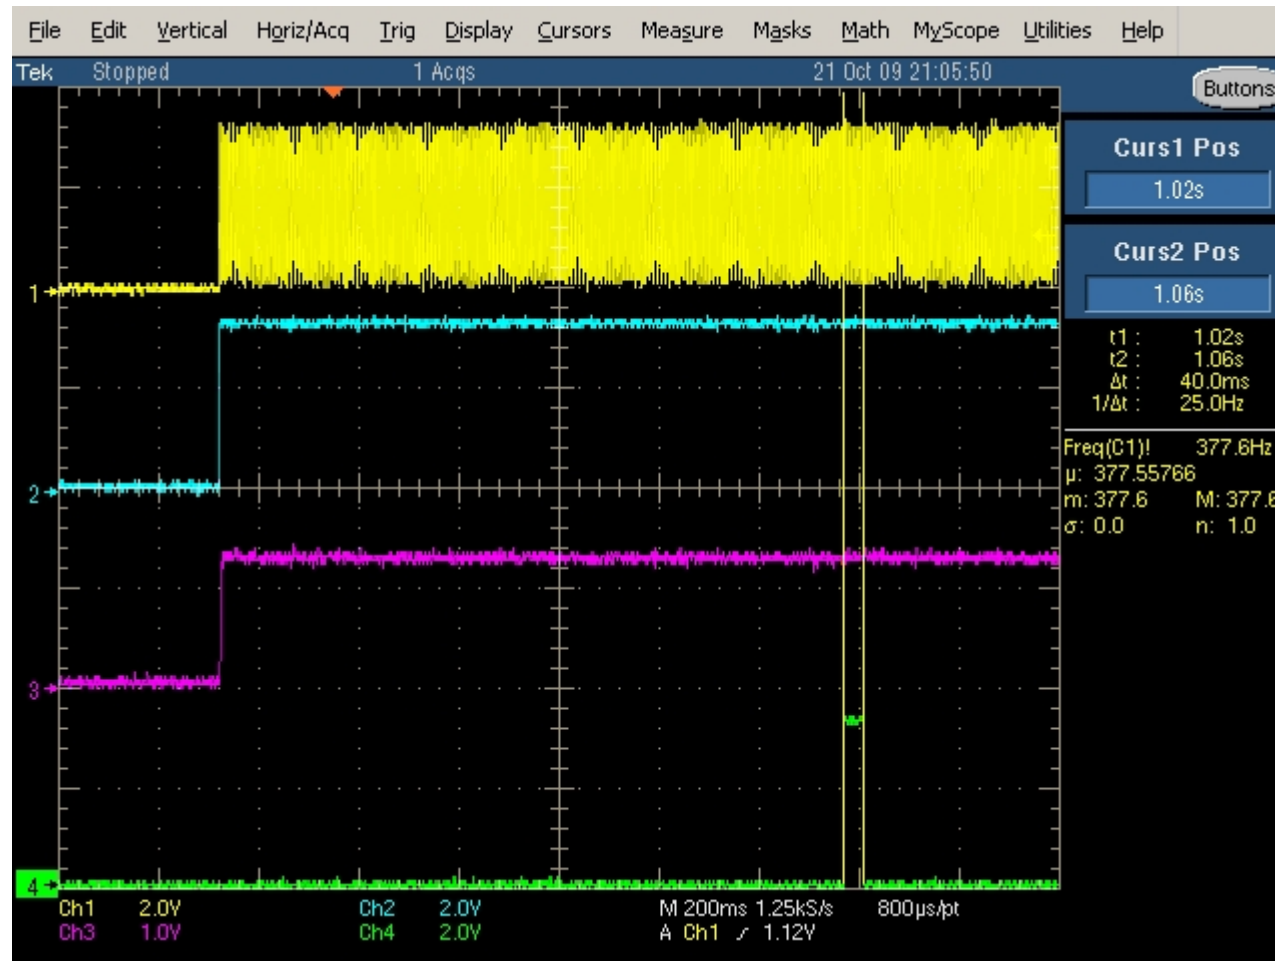 File Edit Vertical Horiz/Acq Trig Display Cursors Measure Masks Math MyScope Utilities Help
Tek Stopped 1 Acqs 21 Oct 09 21:05:50
Buttons
Curs1 Pos
1.02s
Curs2 Pos
1.06s
t1 : 1.02s
t2 : 1.06s
Δt : 40.0ms
1/Δt : 25.0Hz
Freq(C1)! 377.6Hz
µ: 377.55766
m: 377.6 M: 377.6
σ: 0.0 n: 1.0
1
2
3
4
Ch1 2.0V Ch2 2.0V M 200ms 1.25kS/s 800µs/pt
Ch3 1.0V Ch4 2.0V A Ch1 1.12V